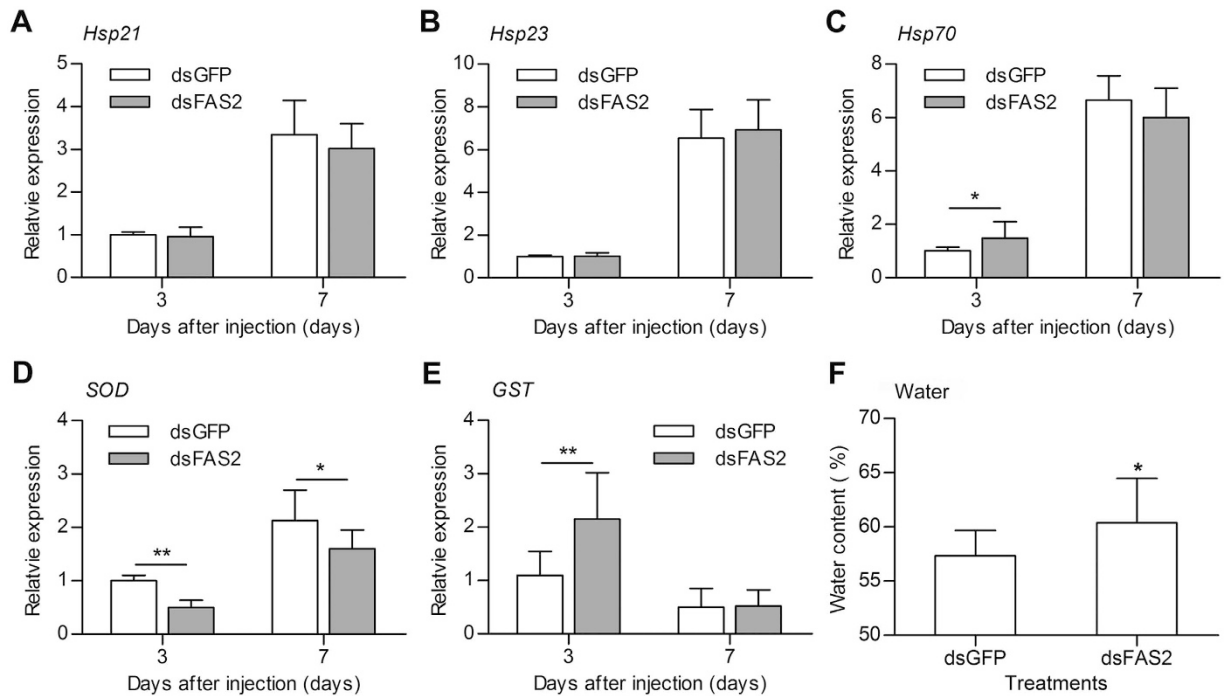 A
Hsp21
Relatvie expression
5
4
3
2
1
0
dsGFP
dsFAS2
3
7
Days after injection (days)
B
Hsp23
Relatvie expression
10
8
6
4
2
0
dsGFP
dsFAS2
3
7
Days after injection (days)
C
Hsp70
Relatvie expression
8
6
4
2
0
dsGFP
dsFAS2
*
3
7
Days after injection (days)
D
SOD
Relatvie expression
4
3
2
1
0
dsGFP
dsFAS2
**
*
3
7
Days after injection (days)
E
GST
Relatvie expression
4
3
2
1
0
dsGFP
dsFAS2
**
3
7
Days after injection (days)
F
Water
Water content ( %)
70
65
60
55
50
*
dsGFP
dsFAS2
Treatments